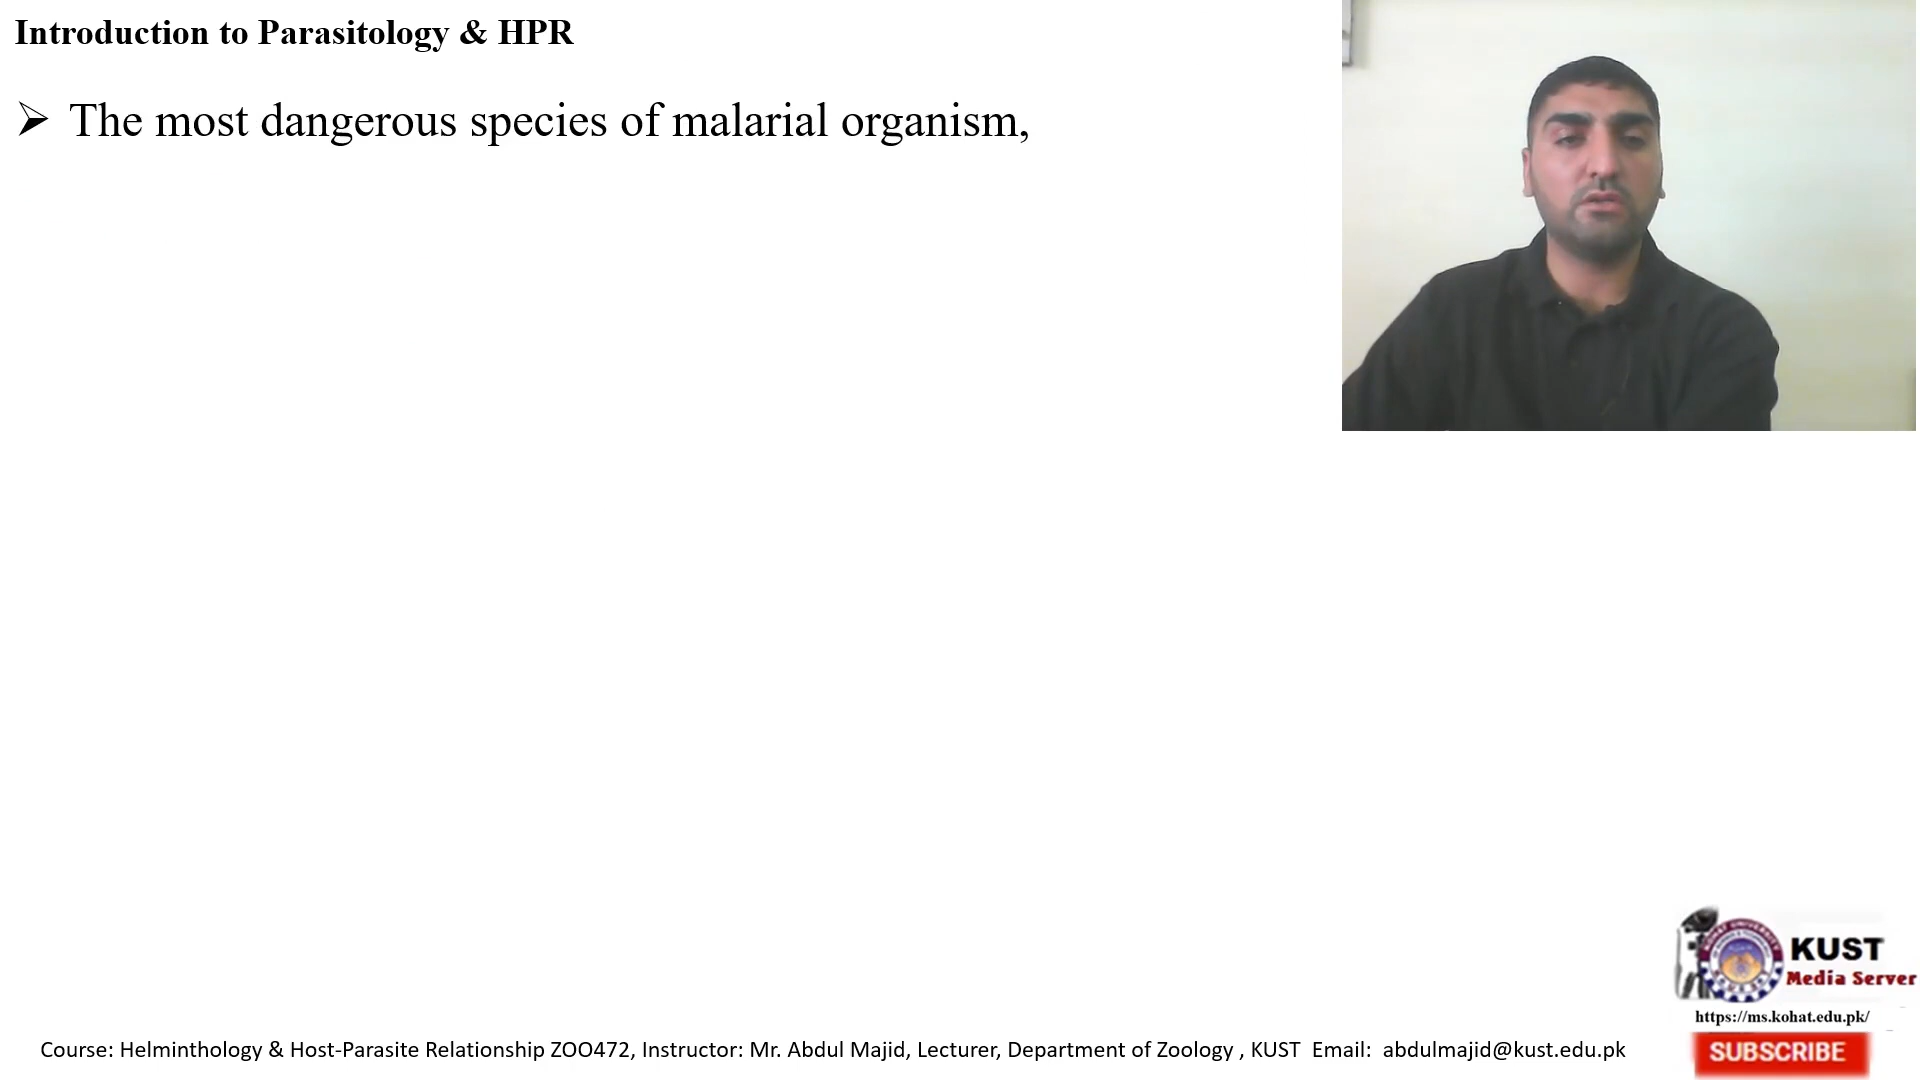 Introduction to Parasitology & HPR
➢ The most dangerous species of malarial organism,
KUST
Media Server
https://ms.kohat.edu.pk/
SUBSCRIBE
Course: Helminthology & Host-Parasite Relationship ZOO472, Instructor: Mr. Abdul Majid, Lecturer, Department of Zoology , KUST Email: abdulmajid@kust.edu.pk